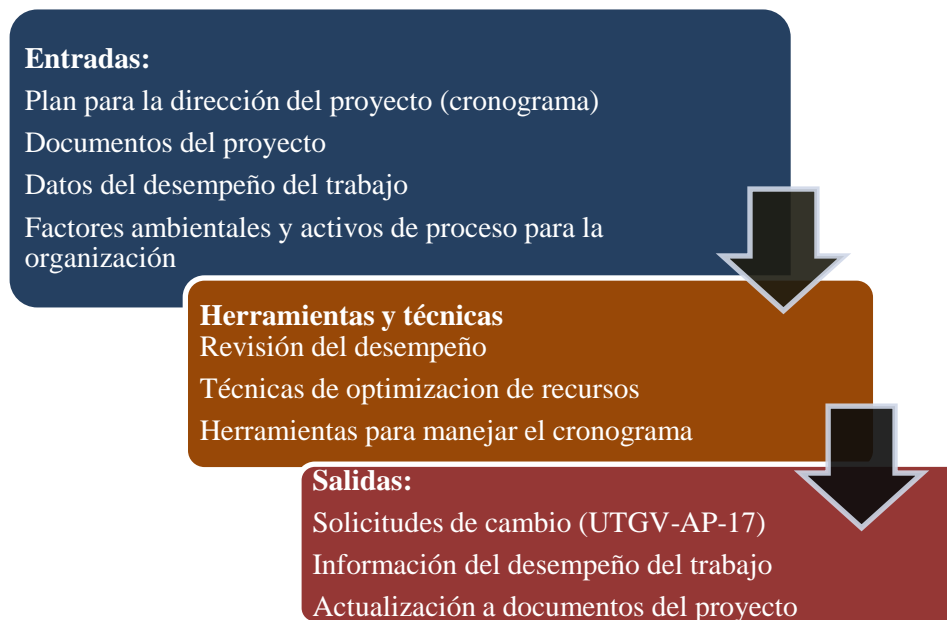 Entradas:
Plan para la dirección del proyecto (cronograma)
Documentos del proyecto
Datos del desempeño del trabajo
Factores ambientales y activos de proceso para la
organización
Herramientas y técnicas
Revisión del desempeño
Técnicas de optimizacion de recursos
Herramientas para manejar el cronograma
Salidas:
Solicitudes de cambio (UTGV-AP-17)
Información del desempeño del trabajo
Actualización a documentos del proyecto